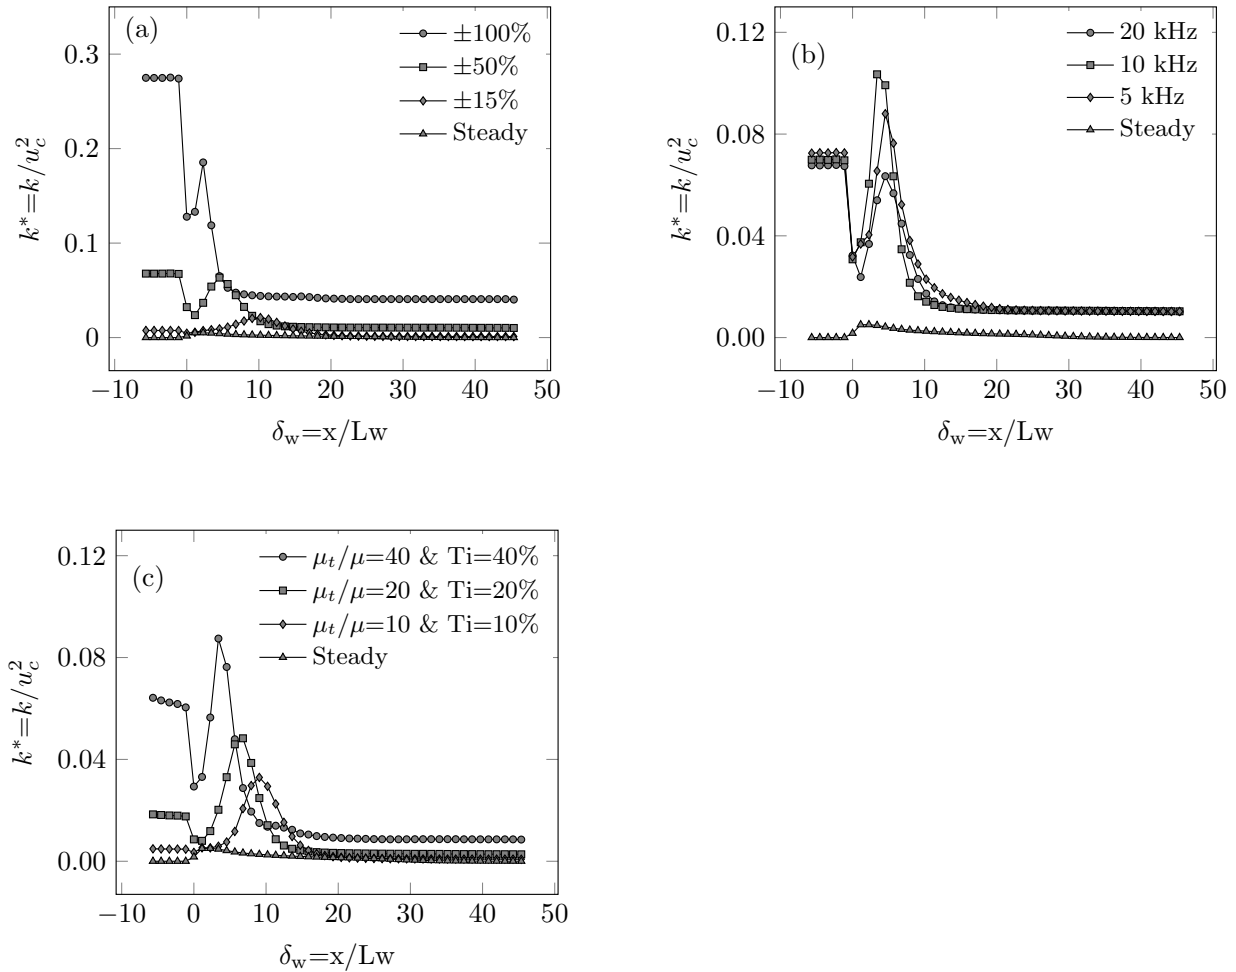 (a)
±100%
±50%
±15%
Steady
0.3
0.2
0.1
0
k*=k/u_c^2
−10 0 10 20 30 40 50
δ_w=x/Lw
(b)
20 kHz
10 kHz
5 kHz
Steady
0.12
0.08
0.04
0.00
k*=k/u_c^2
−10 0 10 20 30 40 50
δ_w=x/Lw
(c)
μ_t/μ=40 & Ti=40%
μ_t/μ=20 & Ti=20%
μ_t/μ=10 & Ti=10%
Steady
0.12
0.08
0.04
0.00
k*=k/u_c^2
−10 0 10 20 30 40 50
δ_w=x/Lw